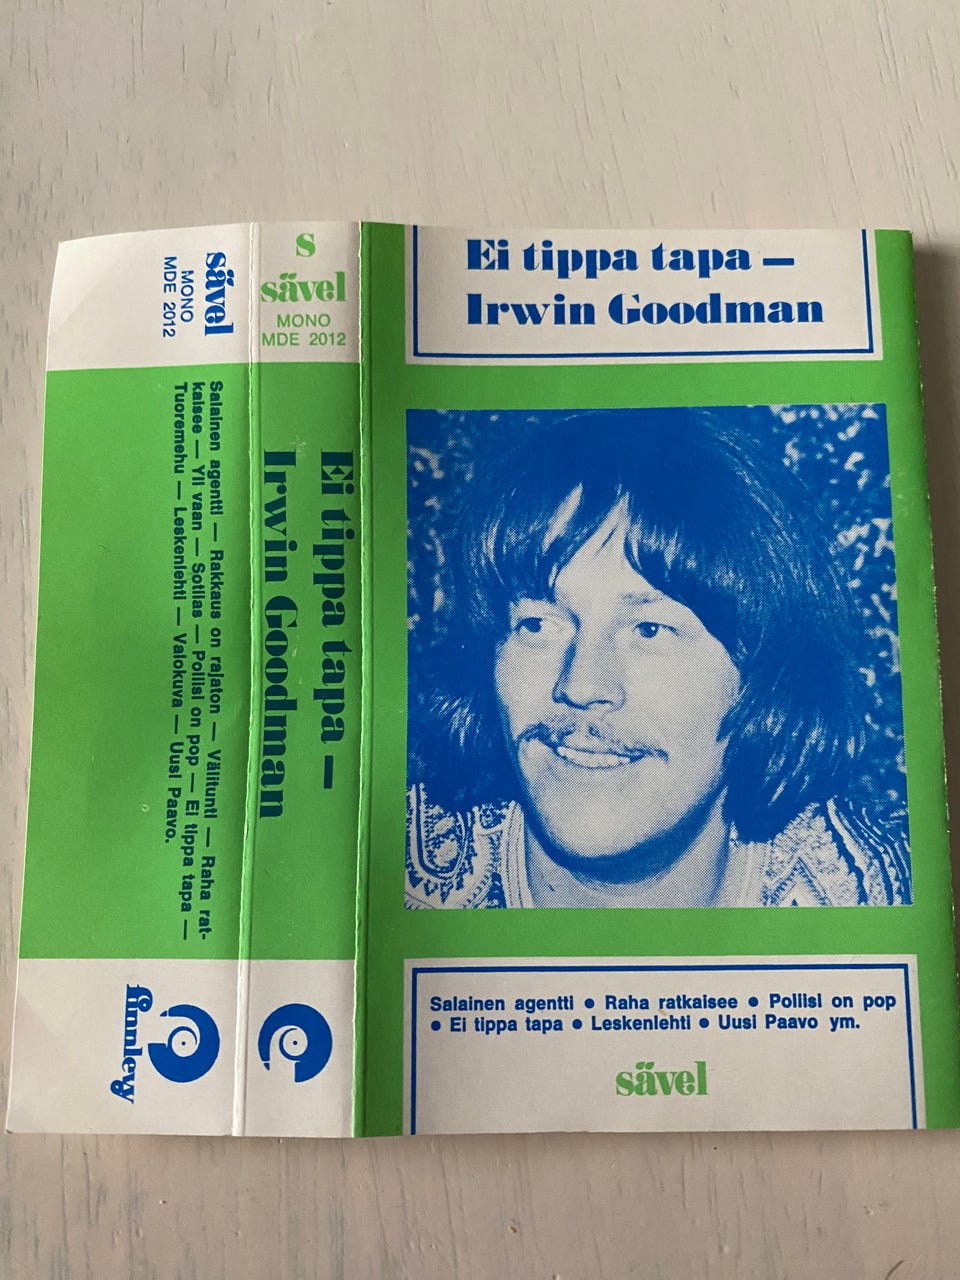 sävel
MONO
MDE 2012
Salainen agentti — Rakkaus on rajaton — Välitunti — Raha rat-
kaisee — Yli vaan — Sotilas — Poliisi on pop — Ei tippa tapa —
Tuoremehu — Leskenlehti — Valokuva — Uusi Paavo.
finnlevy
s
sävel
MONO
MDE 2012
Ei tippa tapa —
Irwin Goodman
Ei tippa tapa —
Irwin Goodman
Salainen agentti ● Raha ratkaisee ● Poliisi on pop
● Ei tippa tapa ● Leskenlehti ● Uusi Paavo ym.
sävel